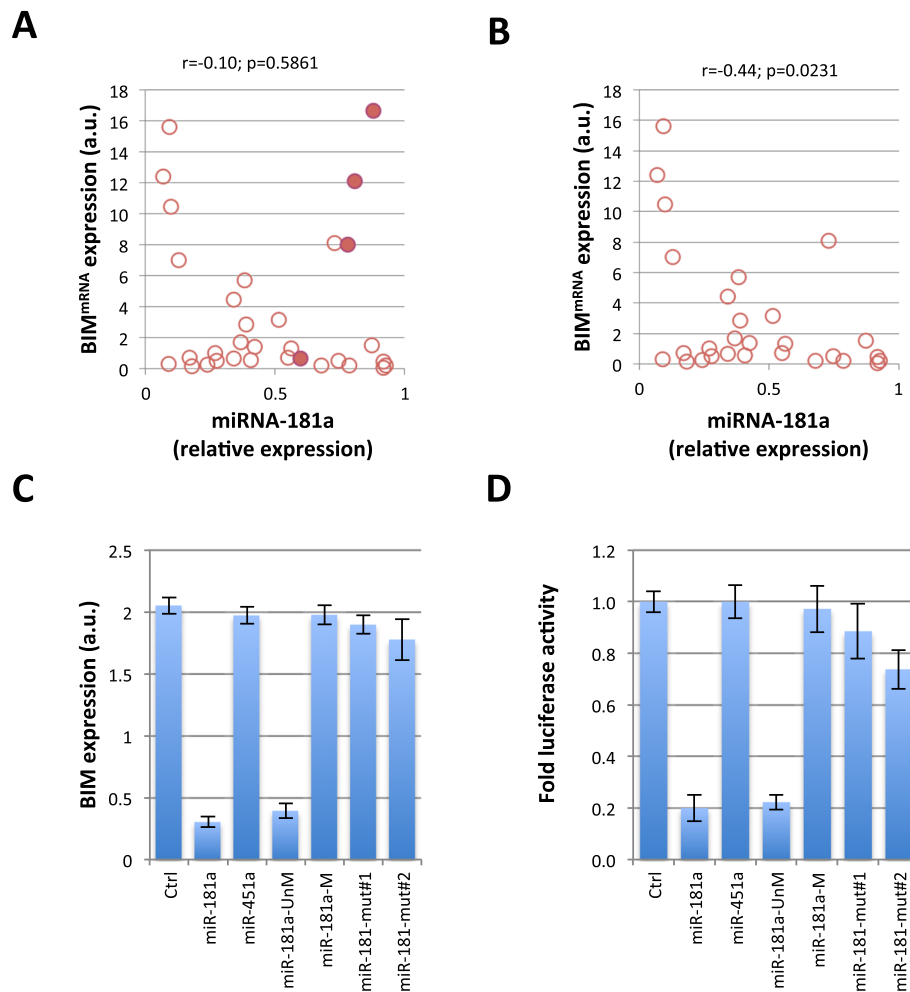 A
r=-0.10; p=0.5861
BIMmRNA expression (a.u.)
18
16
14
12
10
8
6
4
2
0
0
0.5
1
miRNA-181a
(relative expression)
B
r=-0.44; p=0.0231
BIMmRNA expression (a.u.)
18
16
14
12
10
8
6
4
2
0
0
0.5
1
miRNA-181a
(relative expression)
C
BIM expression (a.u.)
2.5
2
1.5
1
0.5
0
Ctrl
miR-181a
miR-451a
miR-181a-UnM
miR-181a-M
miR-181-mut#1
miR-181-mut#2
D
Fold luciferase activity
1.2
1.0
0.8
0.6
0.4
0.2
0.0
Ctrl
miR-181a
miR-451a
miR-181a-UnM
miR-181a-M
miR-181-mut#1
miR-181-mut#2